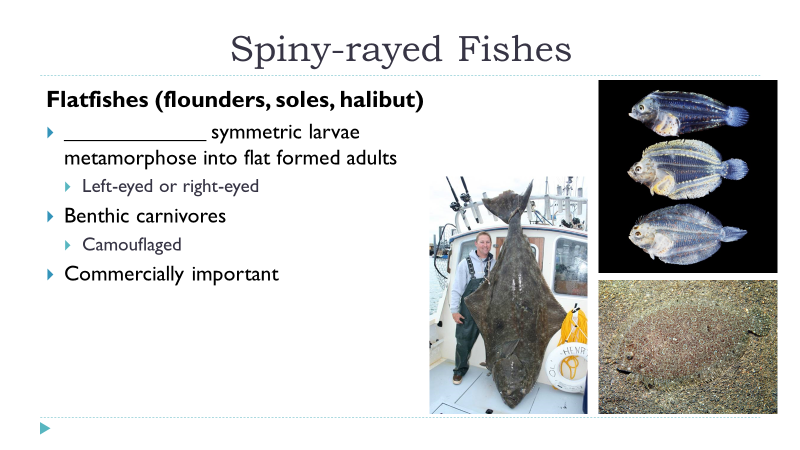 Spiny-rayed Fishes
Flatfishes (flounders, soles, halibut)
_____________ symmetric larvae
metamorphose into flat formed adults
Left-eyed or right-eyed
Benthic carnivores
Camouflaged
Commercially important